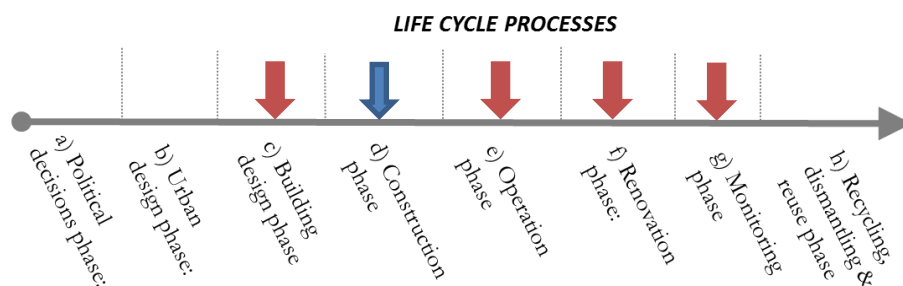 LIFE CYCLE PROCESSES
a) Political
decisions phase:
b) Urban
design phase:
c) Building
design phase
d) Construction
phase
e) Operation
phase
f) Renovation
phase:
g) Monitoring
phase
h) Recycling,
dismantling &
reuse phase